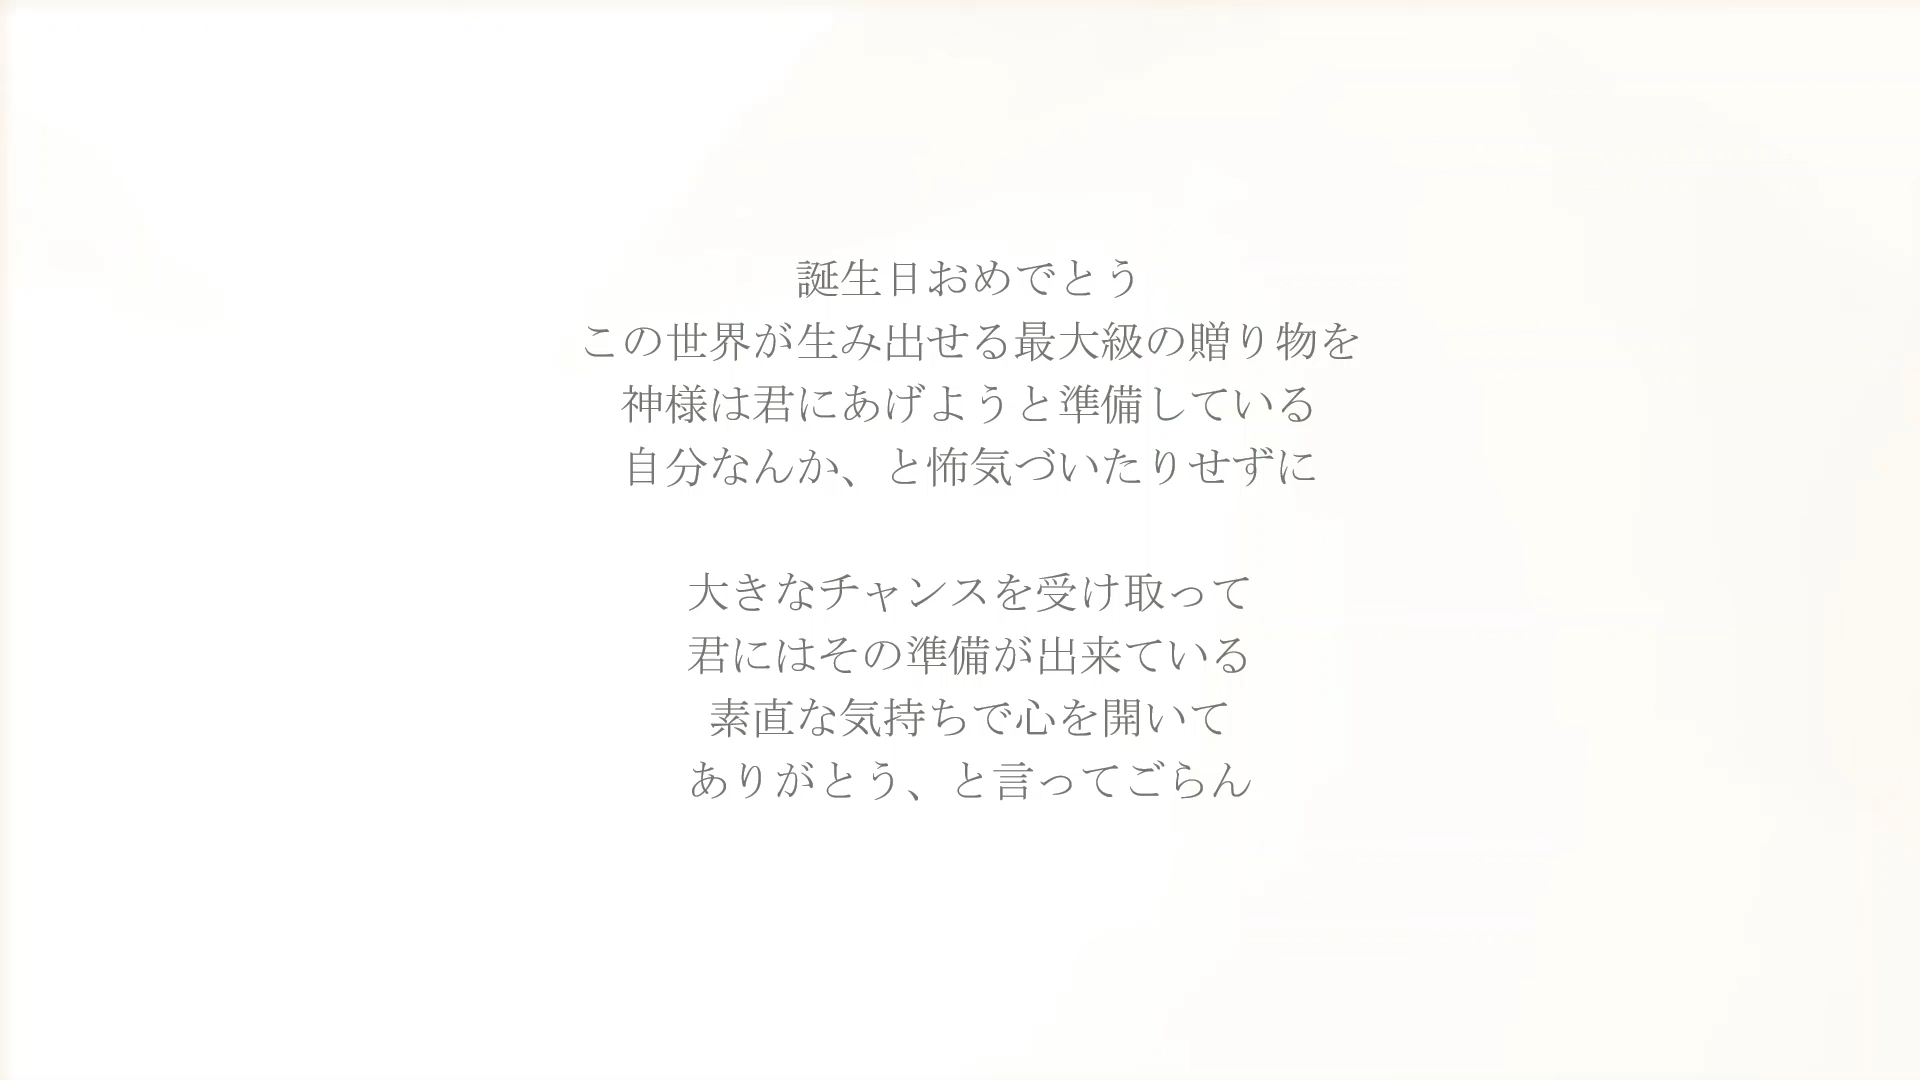 誕生日おめでとう
この世界が生み出せる最大級の贈り物を
神様は君にあげようと準備している
自分なんか、と怖気づいたりせずに
大きなチャンスを受け取って
君にはその準備が出来ている
素直な気持ちで心を開いて
ありがとう、と言ってごらん